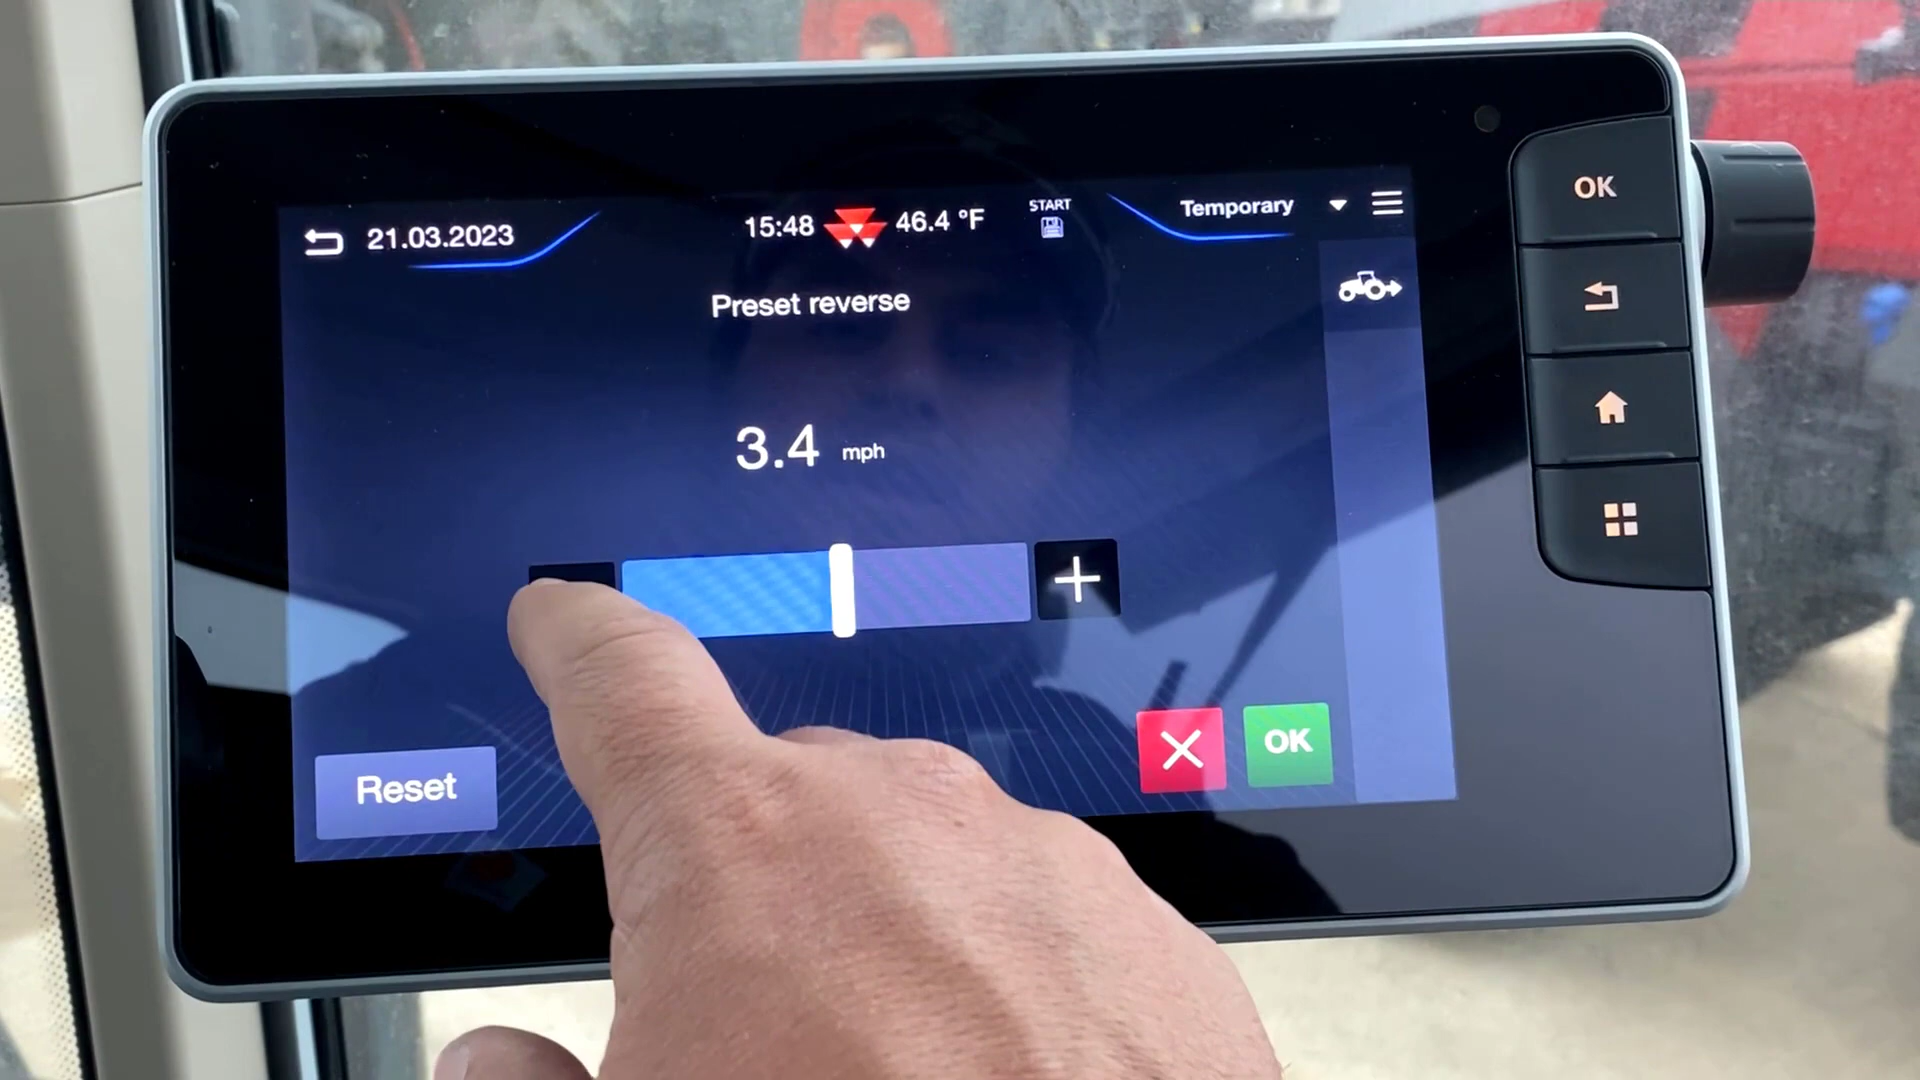 21.03.2023
15:48
46.4 °F
START
Temporary
OK
Preset reverse
3.4 mph
Reset
OK